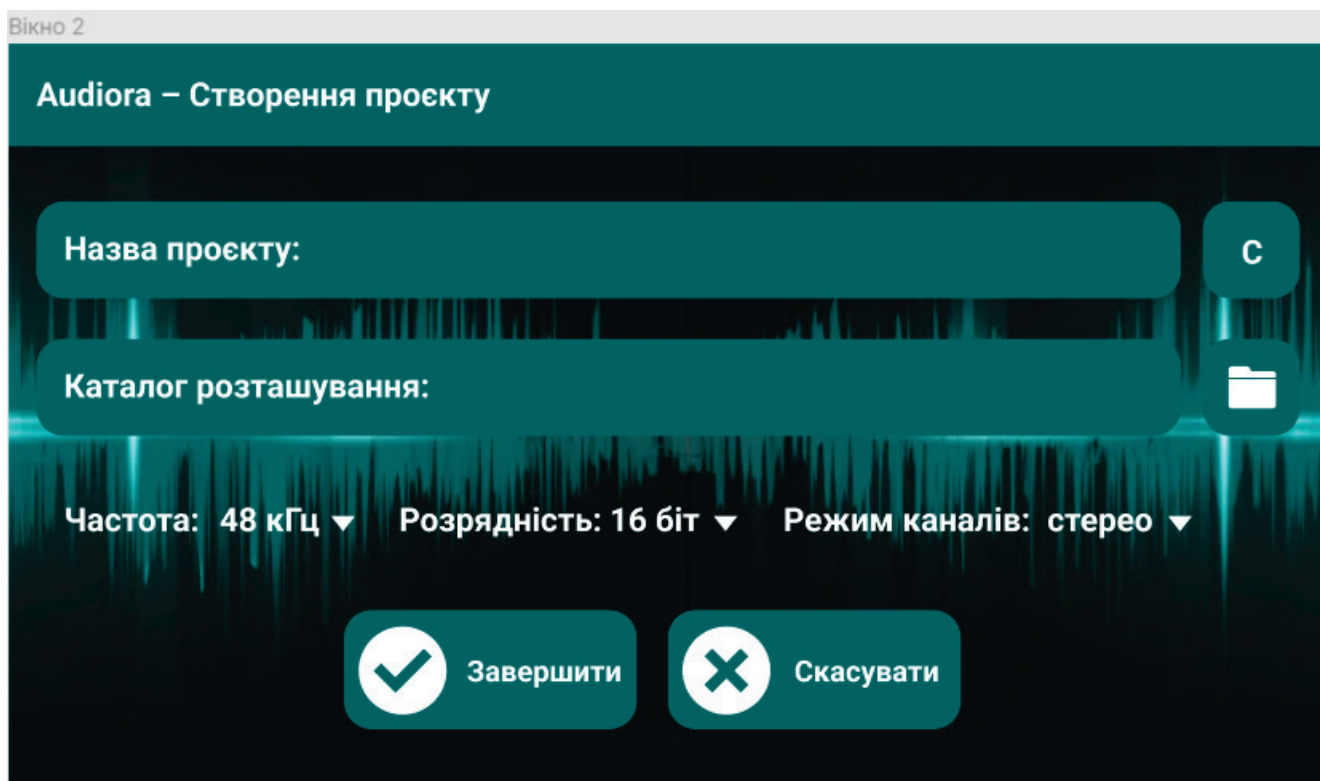 Вікно 2
Audiora – Створення проєкту
Назва проєкту: C
Каталог розташування:
Частота: 48 кГц Розрядність: 16 біт Режим каналів: стерео
Завершити Скасувати